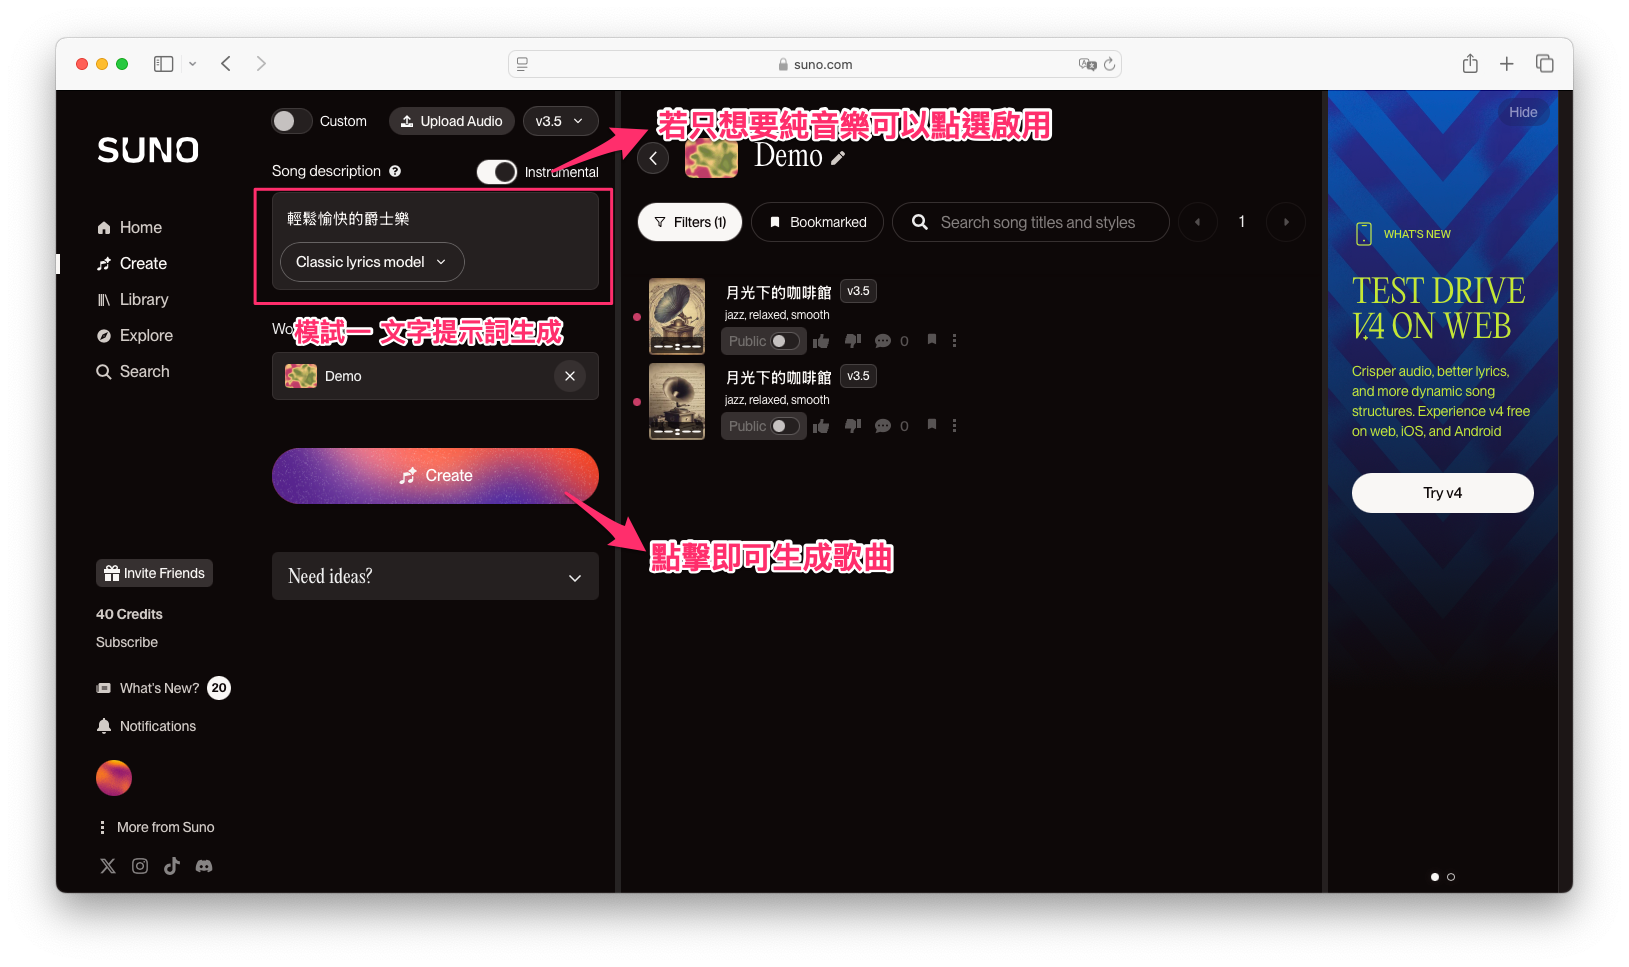 suno.com
SUNO
Home
Create
Library
Explore
Search
Invite Friends
40 Credits
Subscribe
What's New? 20
Notifications
More from Suno
Custom
Upload Audio
v3.5
Song description
Instrumental
輕鬆愉快的爵士樂
Classic lyrics model
模試一 文字提示詞生成
Demo
Create
Need ideas?
若只想要純音樂可以點選啟用
Demo
Filters (1)
Bookmarked
Search song titles and styles
1
月光下的咖啡館 v3.5
jazz, relaxed, smooth
Public 0
月光下的咖啡館 v3.5
jazz, relaxed, smooth
Public 0
點擊即可生成歌曲
Hide
WHAT'S NEW
TEST DRIVE
V4 ON WEB
Crisper audio, better lyrics,
and more dynamic song
structures. Experience v4 free
on web, iOS, and Android
Try v4